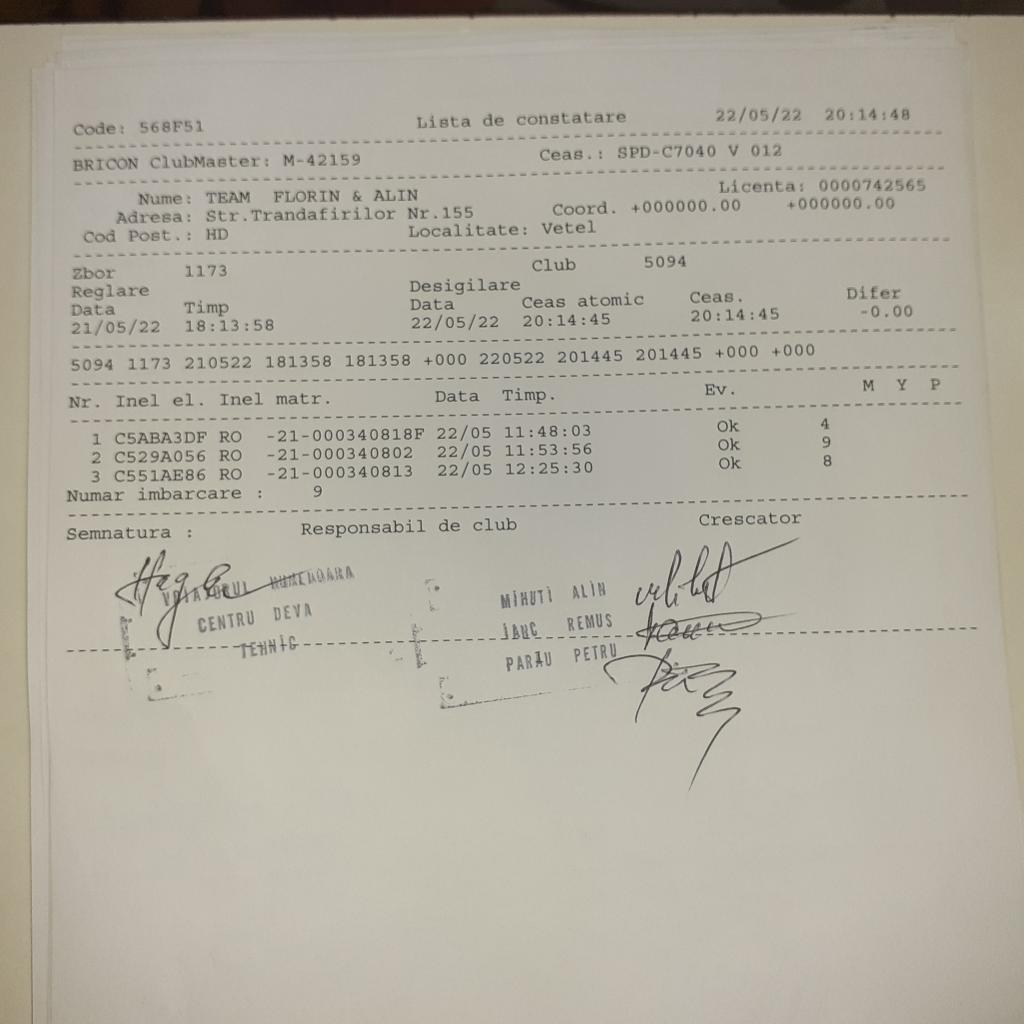 Code: 568F51 Lista de constatare 22/05/22 20:14:48
BRICON ClubMaster: M-42159 Ceas.: SPD-C7040 V 012
Nume: TEAM FLORIN & ALIN Licenta: 0000742565
Adresa: Str.Trandafirilor Nr.155 Coord. +000000.00 +000000.00
Cod Post.: HD Localitate: Vetel
Zbor 1173 Club 5094
Reglare Desigilare
Data Timp Data Ceas atomic Ceas. Difer
21/05/22 18:13:58 22/05/22 20:14:45 20:14:45 -0.00
5094 1173 210522 181358 181358 +000 220522 201445 201445 +000 +000
Nr. Inel el. Inel matr. Data Timp. Ev. M Y P
1 C5ABA3DF RO -21-000340818F 22/05 11:48:03 Ok 4
2 C529A056 RO -21-000340802 22/05 11:53:56 Ok 9
3 C551AE86 RO -21-000340813 22/05 12:25:30 Ok 8
Numar imbarcare : 9
Semnatura : Responsabil de club Crescator
HUNEDOARA
CENTRU DEVA
TEHNIC
MIHUTI ALIN
IANC REMUS
PARĂU PETRU